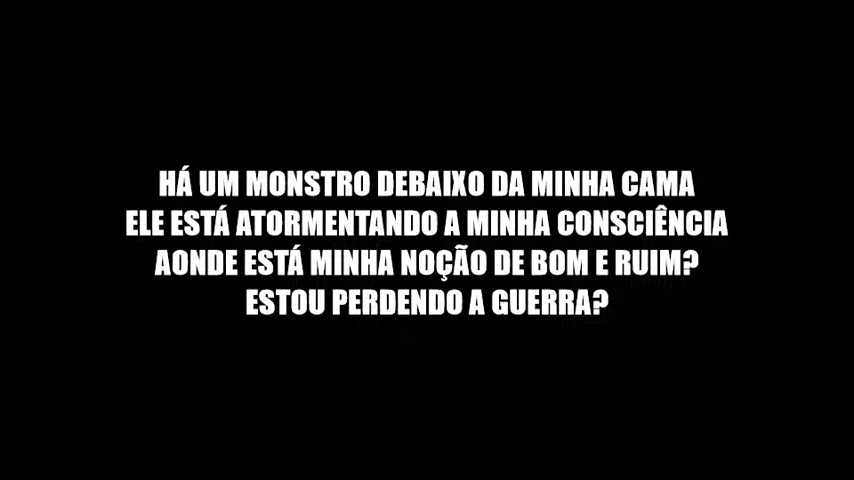 HÁ UM MONSTRO DEBAIXO DA MINHA CAMA
ELE ESTÁ ATORMENTANDO A MINHA CONSCIÊNCIA
AONDE ESTÁ MINHA NOÇÃO DE BOM E RUIM?
ESTOU PERDENDO A GUERRA?